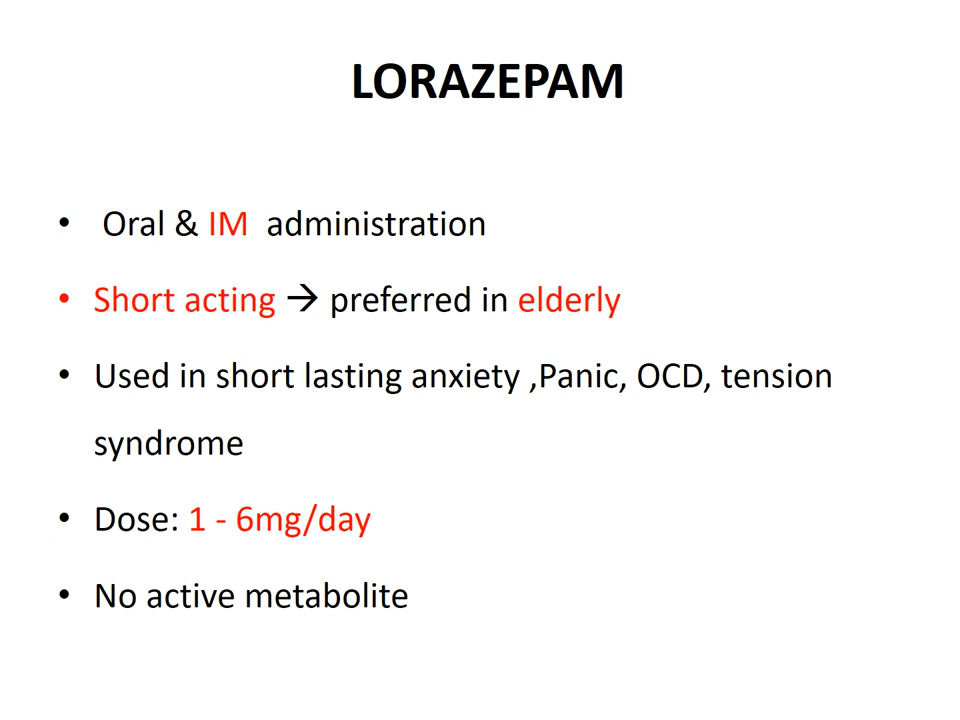 LORAZEPAM
• Oral & IM administration
• Short acting → preferred in elderly
• Used in short lasting anxiety ,Panic, OCD, tension
syndrome
• Dose: 1 - 6mg/day
• No active metabolite